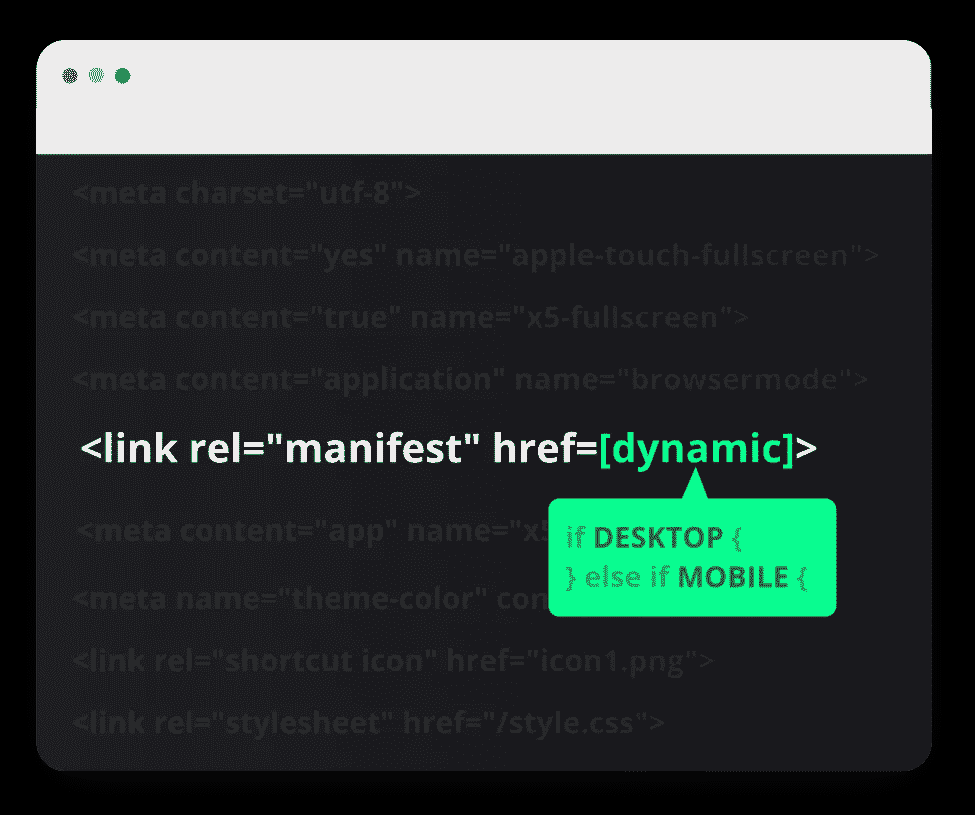 <meta charset="utf-8">
<meta content="yes" name="apple-touch-fullscreen">
<meta content="true" name="x5-fullscreen">
<meta content="application" name="browsermode">
<link rel="manifest" href=[dynamic]>
<meta content="app" name="x5
if DESKTOP {
} else if MOBILE {
<meta name="theme-color" con
<link rel="shortcut icon" href="icon1.png">
<link rel="stylesheet" href="/style.css">